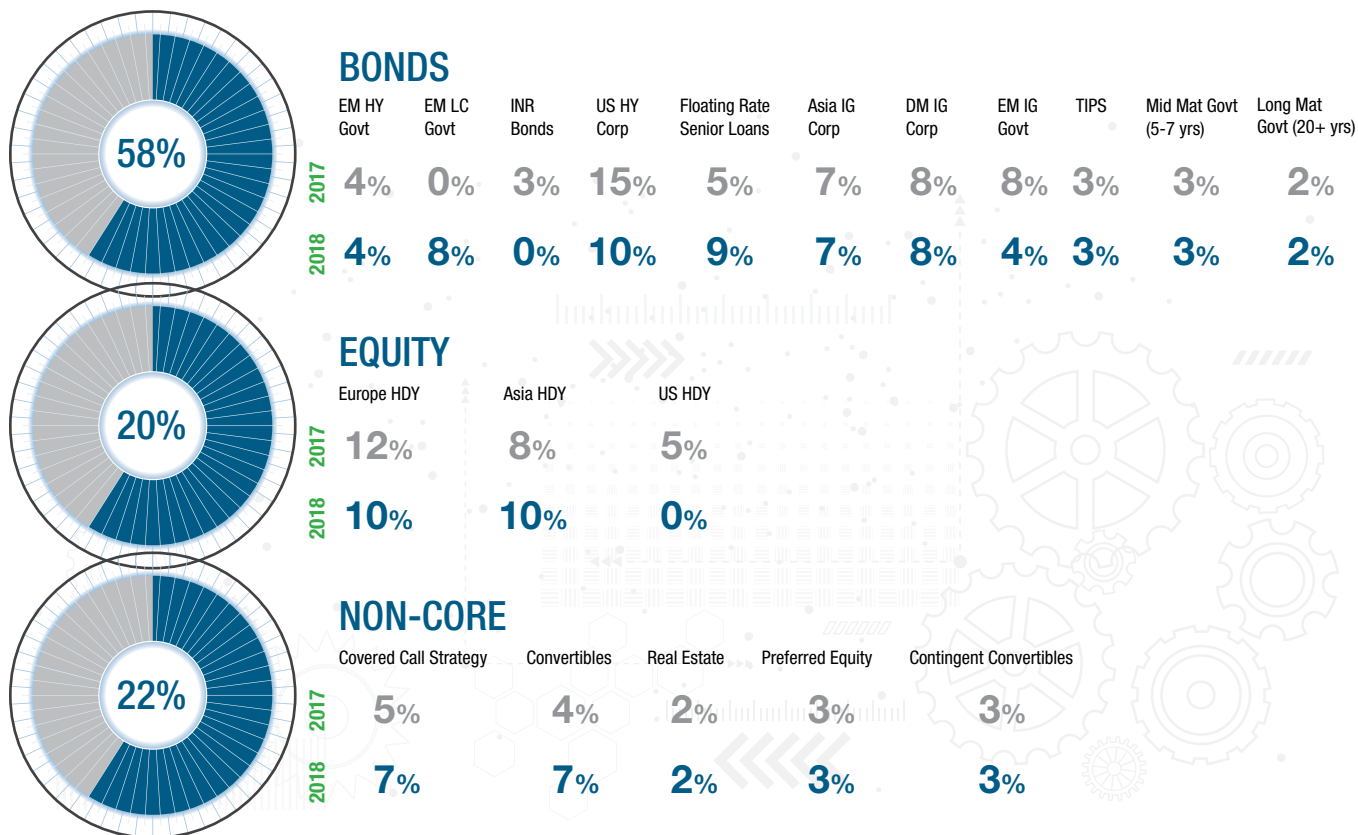 58%
BONDS
EM HY EM LC INR US HY Floating Rate Asia IG DM IG EM IG TIPS Mid Mat Govt Long Mat
Govt Govt Bonds Corp Senior Loans Corp Corp Govt (5-7 yrs) Govt (20+ yrs)
2017 4% 0% 3% 15% 5% 7% 8% 8% 3% 3% 2%
2018 4% 8% 0% 10% 9% 7% 8% 4% 3% 3% 2%
20%
EQUITY
Europe HDY Asia HDY US HDY
2017 12% 8% 5%
2018 10% 10% 0%
22%
NON-CORE
Covered Call Strategy Convertibles Real Estate Preferred Equity Contingent Convertibles
2017 5% 4% 2% 3% 3%
2018 7% 7% 2% 3% 3%